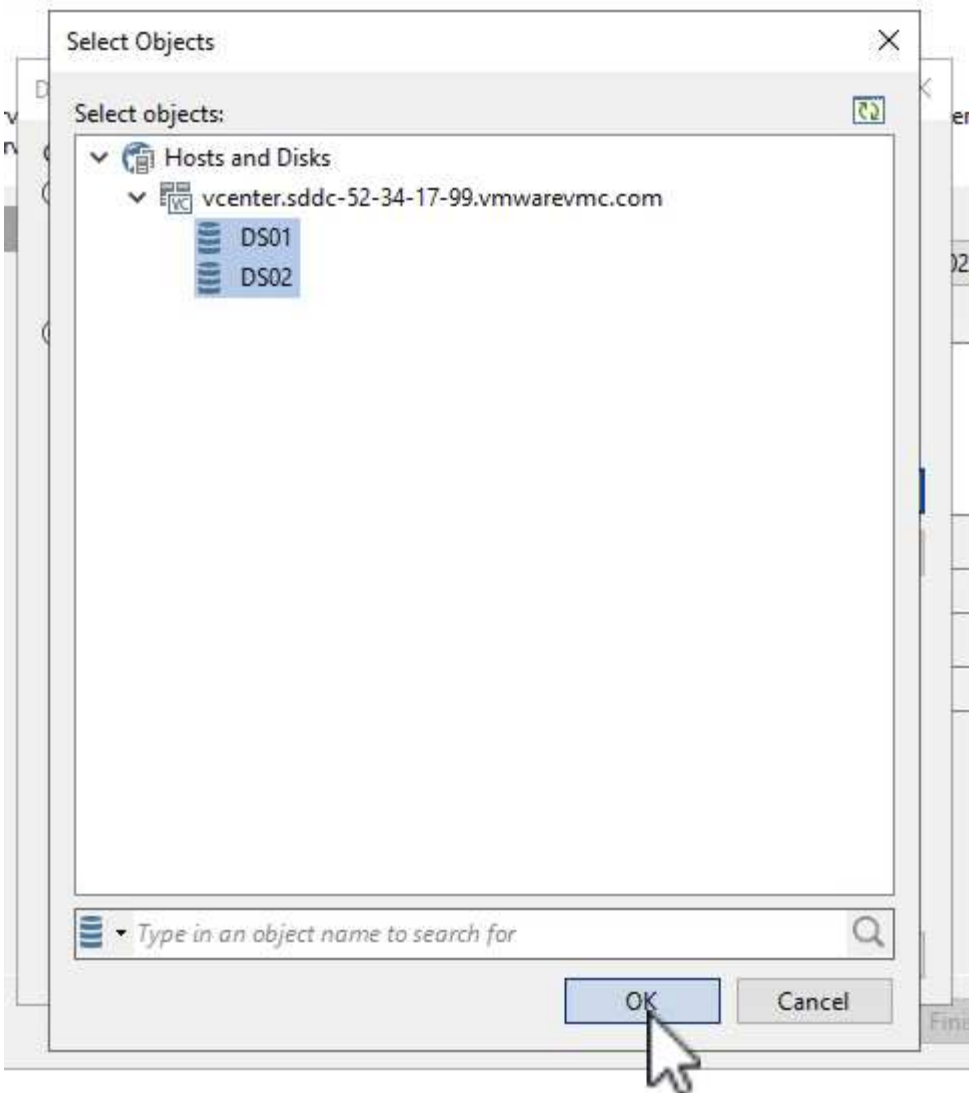 Select Objects
Select objects:
Hosts and Disks
vcenter.sddc-52-34-17-99.vmwarevmc.com
DS01
DS02
Type in an object name to search for
OK
Cancel